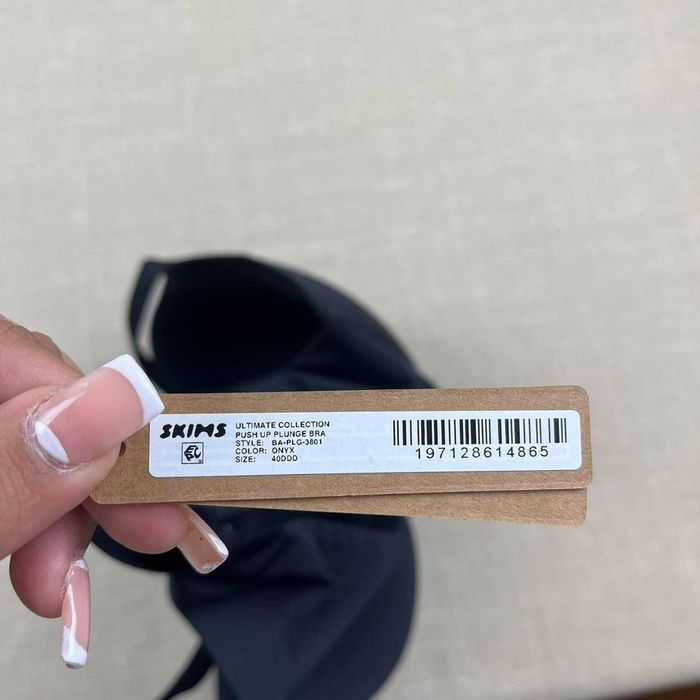 SKIMS
ULTIMATE COLLECTION
PUSH UP PLUNGE BRA
STYLE: BA-PLG-3801
COLOR: ONYX
SIZE: 40DDD
197128614865